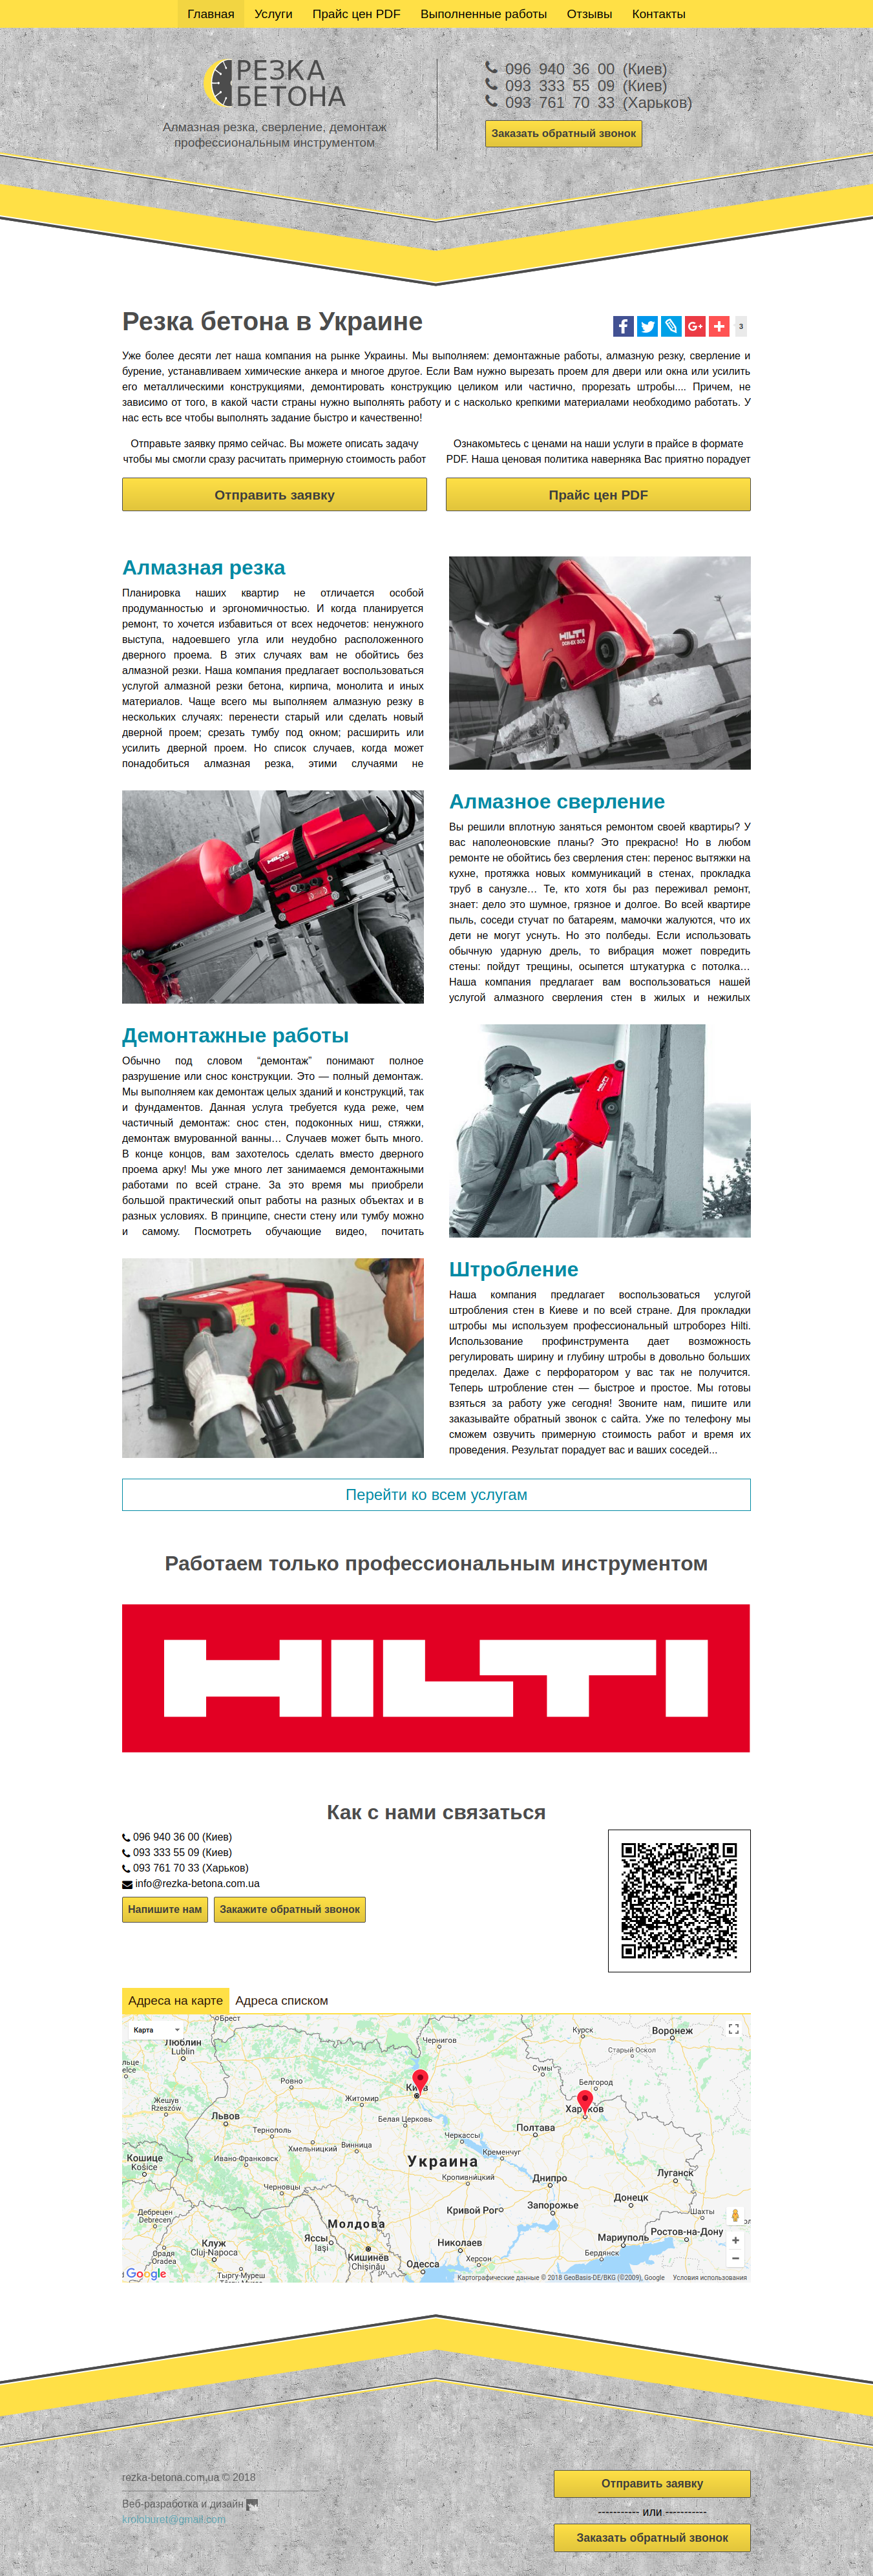 Главная Услуги Прайс цен PDF Выполненные работы Отзывы Контакты
РЕЗКА
БЕТОНА
Алмазная резка, сверление, демонтаж
профессиональным инструментом
096 940 36 00 (Киев)
093 333 55 09 (Киев)
093 761 70 33 (Харьков)
Заказать обратный звонок
Резка бетона в Украине
3
Уже более десяти лет наша компания на рынке Украины. Мы выполняем: демонтажные работы, алмазную резку, сверление и
бурение, устанавливаем химические анкера и многое другое. Если Вам нужно вырезать проем для двери или окна или усилить
его металлическими конструкциями, демонтировать конструкцию целиком или частично, прорезать штробы.... Причем, не
зависимо от того, в какой части страны нужно выполнять работу и с насколько крепкими материалами необходимо работать. У
нас есть все чтобы выполнять задание быстро и качественно!
Отправьте заявку прямо сейчас. Вы можете описать задачу
чтобы мы смогли сразу расчитать примерную стоимость работ
Отправить заявку
Ознакомьтесь с ценами на наши услуги в прайсе в формате
PDF. Наша ценовая политика наверняка Вас приятно порадует
Прайс цен PDF
Алмазная резка
Планировка наших квартир не отличается особой
продуманностью и эргономичностью. И когда планируется
ремонт, то хочется избавиться от всех недочетов: ненужного
выступа, надоевшего угла или неудобно расположенного
дверного проема. В этих случаях вам не обойтись без
алмазной резки. Наша компания предлагает воспользоваться
услугой алмазной резки бетона, кирпича, монолита и иных
материалов. Чаще всего мы выполняем алмазную резку в
нескольких случаях: перенести старый или сделать новый
дверной проем; срезать тумбу под окном; расширить или
усилить дверной проем. Но список случаев, когда может
понадобиться алмазная резка, этими случаями не
HILTI
HILTI
Алмазное сверление
Вы решили вплотную заняться ремонтом своей квартиры? У
вас наполеоновские планы? Это прекрасно! Но в любом
ремонте не обойтись без сверления стен: перенос вытяжки на
кухне, протяжка новых коммуникаций в стенах, прокладка
труб в санузле… Те, кто хотя бы раз переживал ремонт,
знает: дело это шумное, грязное и долгое. Во всей квартире
пыль, соседи стучат по батареям, мамочки жалуются, что их
дети не могут уснуть. Но это полбеды. Если использовать
обычную ударную дрель, то вибрация может повредить
стены: пойдут трещины, осыпется штукатурка с потолка…
Наша компания предлагает вам воспользоваться нашей
услугой алмазного сверления стен в жилых и нежилых
Демонтажные работы
Обычно под словом “демонтаж” понимают полное
разрушение или снос конструкции. Это — полный демонтаж.
Мы выполняем как демонтаж целых зданий и конструкций, так
и фундаментов. Данная услуга требуется куда реже, чем
частичный демонтаж: снос стен, подоконных ниш, стяжки,
демонтаж вмурованной ванны… Случаев может быть много.
В конце концов, вам захотелось сделать вместо дверного
проема арку! Мы уже много лет занимаемся демонтажными
работами по всей стране. За это время мы приобрели
большой практический опыт работы на разных объектах и в
разных условиях. В принципе, снести стену или тумбу можно
и самому. Посмотреть обучающие видео, почитать
HILTI
Штробление
Наша компания предлагает воспользоваться услугой
штробления стен в Киеве и по всей стране. Для прокладки
штробы мы используем профессиональный штроборез Hilti.
Использование профинструмента дает возможность
регулировать ширину и глубину штробы в довольно больших
пределах. Даже с перфоратором у вас так не получится.
Теперь штробление стен — быстрое и простое. Мы готовы
взяться за работу уже сегодня! Звоните нам, пишите или
заказывайте обратный звонок с сайта. Уже по телефону мы
сможем озвучить примерную стоимость работ и время их
проведения. Результат порадует вас и ваших соседей...
Перейти ко всем услугам
Работаем только профессиональным инструментом
HILTI
Как с нами связаться
096 940 36 00 (Киев)
093 333 55 09 (Киев)
093 761 70 33 (Харьков)
info@rezka-betona.com.ua
Напишите нам Закажите обратный звонок
Адреса на карте Адреса списком
Карта
Брест
Люблин
Lublin
Чернигов
Курск
Воронеж
Старый Оскол
Сумы
Ровно
Житомир
Белгород
Жешув
Rzeszów
Львов
Белая Церковь
Полтава
Тернополь
Хмельницкий
Винница
Черкассы
Кременчуг
Кошице
Košice
Ивано-Франковск
Украина
Кропивницкий
Днипро
Луганск
Черновцы
Донецк
Дебрецен
Debrecen
Кривой Рог
Запорожье
Шахты
Молдова
Орадя
Oradea
Клуж
Cluj-Napoca
Яссы
Iași
Кишинёв
Chișinău
Николаев
Херсон
Одесса
Мариуполь
Бердянск
Ростов-на-Дону
Тыргу-Муреш
Google
Картографические данные © 2018 GeoBasis-DE/BKG (©2009), Google Условия использования
rezka-betona.com.ua © 2018
Веб-разработка и дизайн
kroloburet@gmail.com
Отправить заявку
----------- или -----------
Заказать обратный звонок